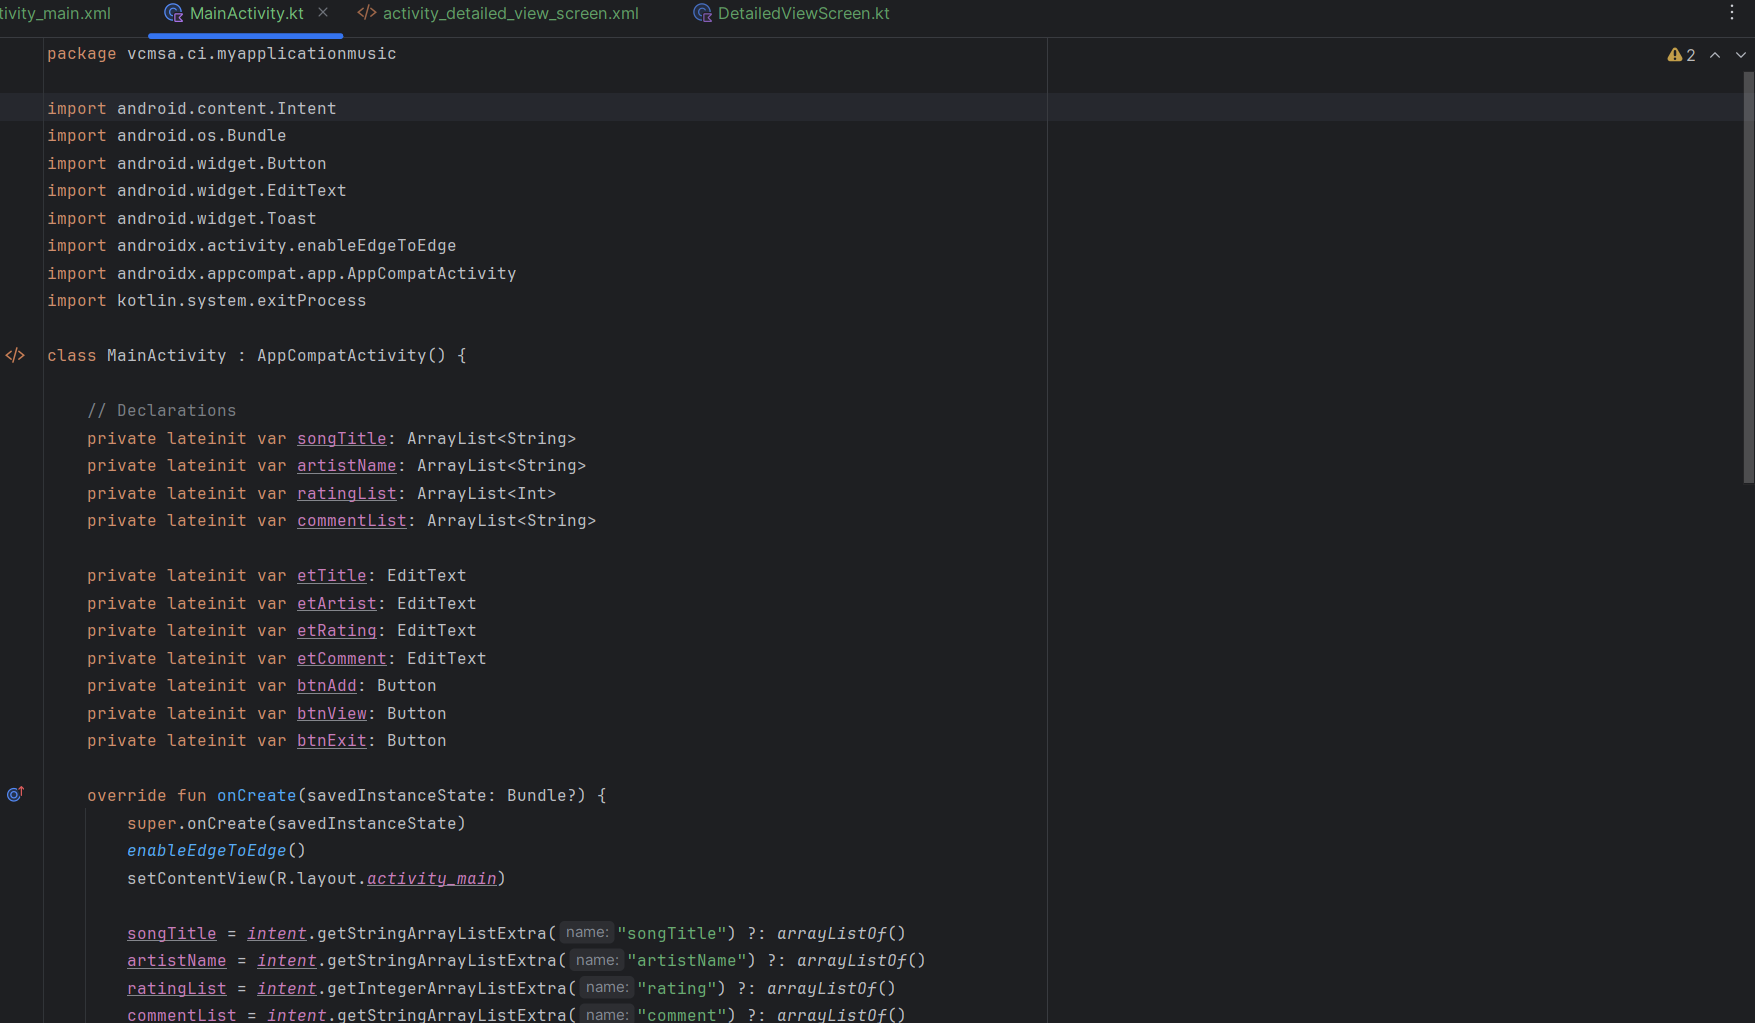 tivity_main.xml
MainActivity.kt
activity_detailed_view_screen.xml
DetailedViewScreen.kt
2
package vcmsa.ci.myapplicationmusic
import android.content.Intent
import android.os.Bundle
import android.widget.Button
import android.widget.EditText
import android.widget.Toast
import androidx.activity.enableEdgeToEdge
import androidx.appcompat.app.AppCompatActivity
import kotlin.system.exitProcess
class MainActivity : AppCompatActivity() {
// Declarations
private lateinit var songTitle: ArrayList<String>
private lateinit var artistName: ArrayList<String>
private lateinit var ratingList: ArrayList<Int>
private lateinit var commentList: ArrayList<String>
private lateinit var etTitle: EditText
private lateinit var etArtist: EditText
private lateinit var etRating: EditText
private lateinit var etComment: EditText
private lateinit var btnAdd: Button
private lateinit var btnView: Button
private lateinit var btnExit: Button
override fun onCreate(savedInstanceState: Bundle?) {
super.onCreate(savedInstanceState)
enableEdgeToEdge()
setContentView(R.layout.activity_main)
songTitle = intent.getStringArrayListExtra( name: "songTitle") ?: arrayListOf()
artistName = intent.getStringArrayListExtra( name: "artistName") ?: arrayListOf()
ratingList = intent.getIntegerArrayListExtra( name: "rating") ?: arrayListOf()
commentList = intent.getStringArrayListExtra( name: "comment") ?: arrayListOf()